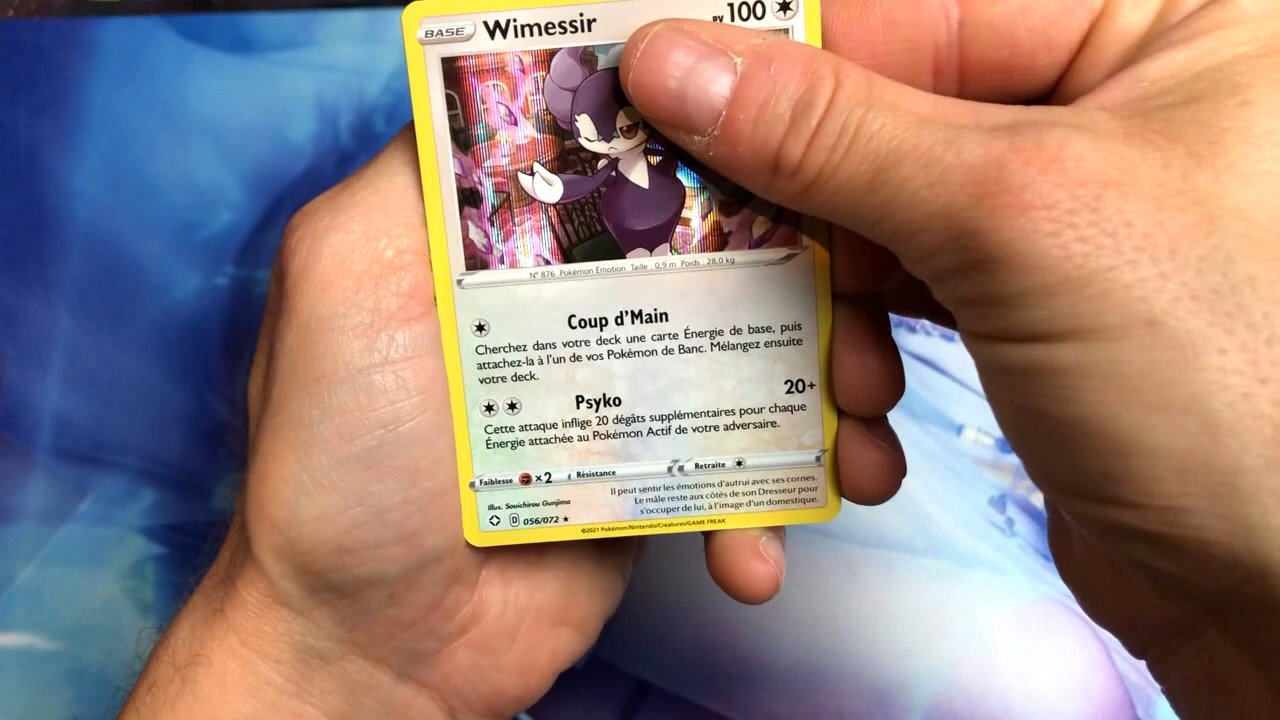 BASE Wimessir PV 100
N° 876 Pokémon Émotion Taille : 0,9 m Poids : 28,0 kg
Coup d'Main
Cherchez dans votre deck une carte Énergie de base, puis
attachez-la à l'un de vos Pokémon de Banc. Mélangez ensuite
votre deck.
Psyko 20+
Cette attaque inflige 20 dégâts supplémentaires pour chaque
Énergie attachée au Pokémon Actif de votre adversaire.
Faiblesse ×2 Résistance Retraite
Illus. Souichirou Gunjima
Il peut sentir les émotions d'autrui avec ses cornes.
Le mâle reste aux côtés de son Dresseur pour
s'occuper de lui, à l'image d'un domestique.
D 056/072 ★
©2021 Pokémon/Nintendo/Creatures/GAME FREAK